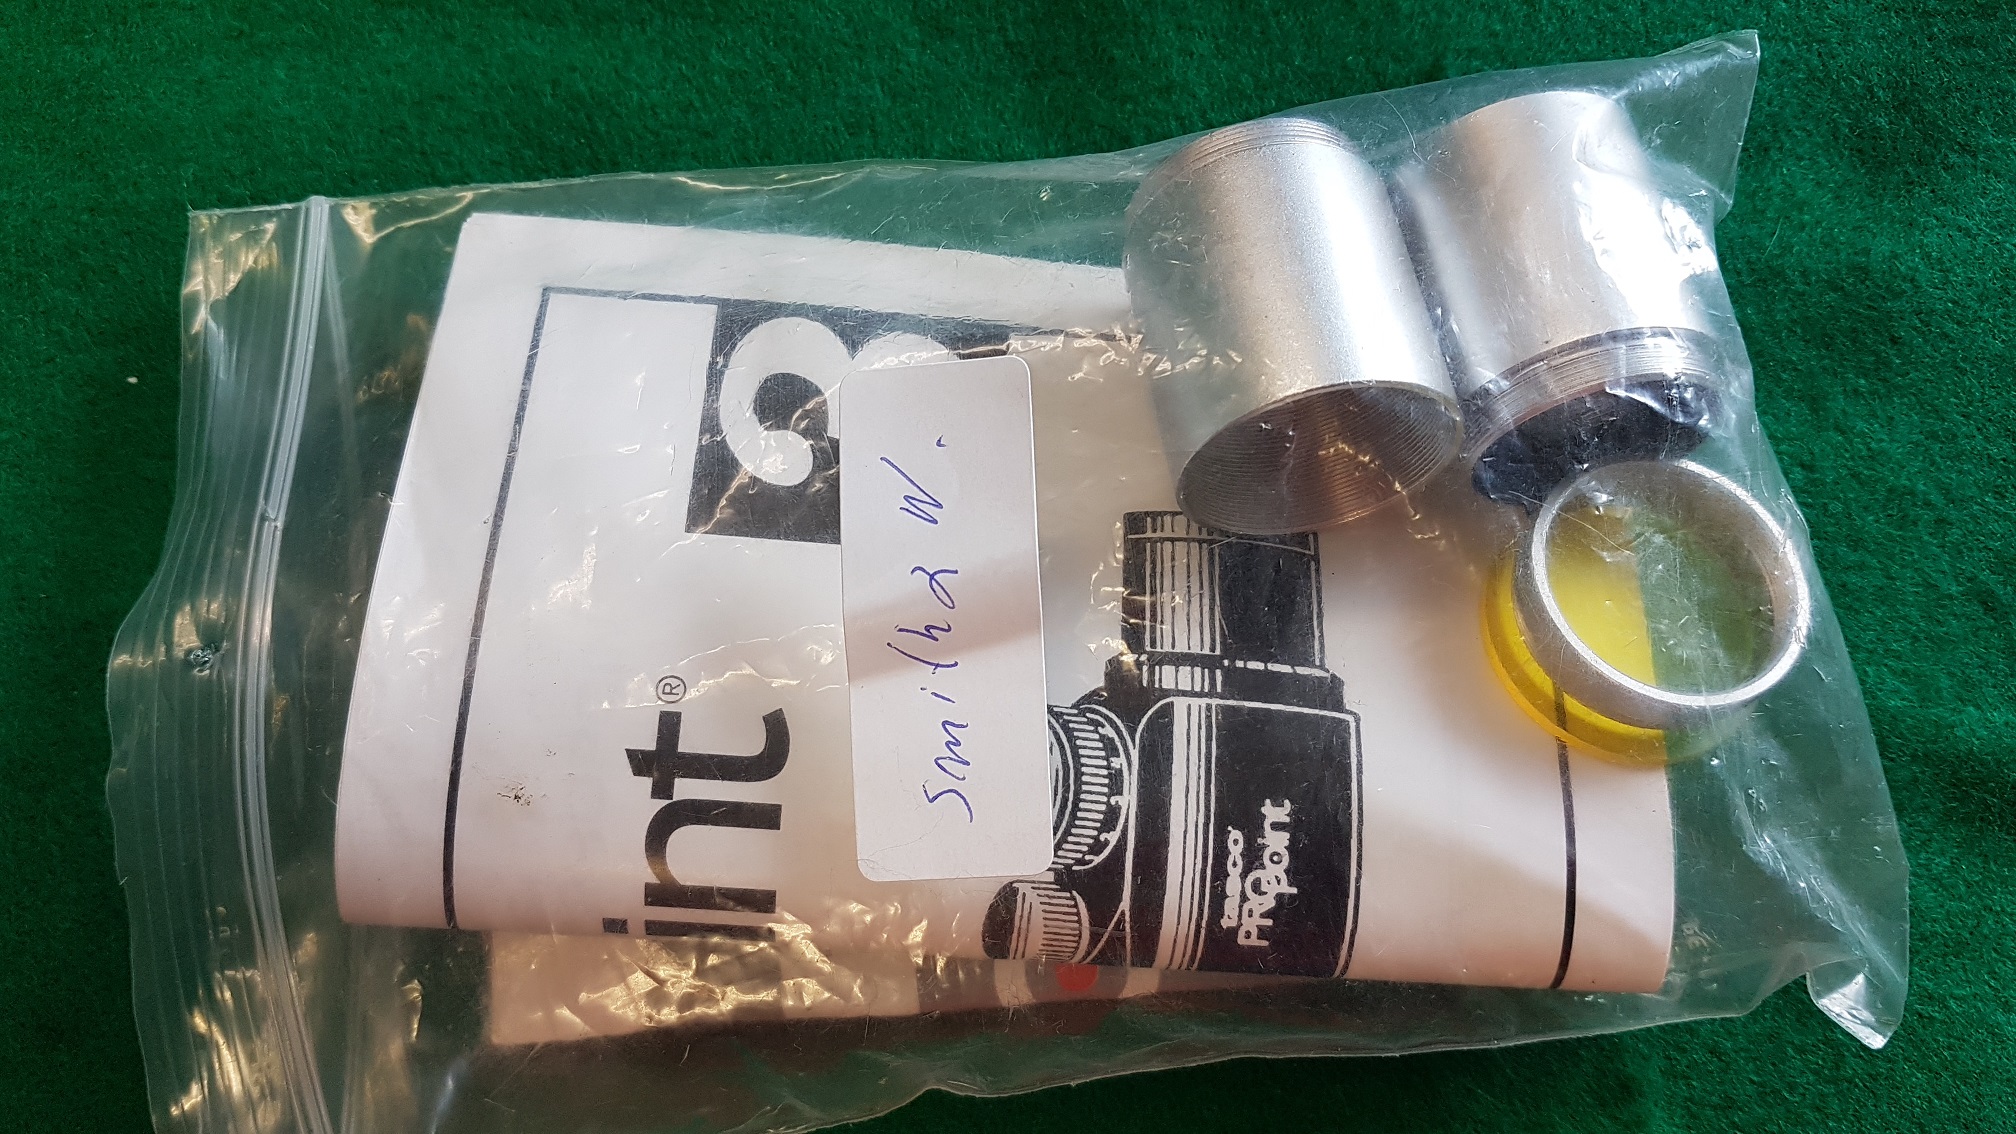 int®
smith & W.
tasco
PROpoint